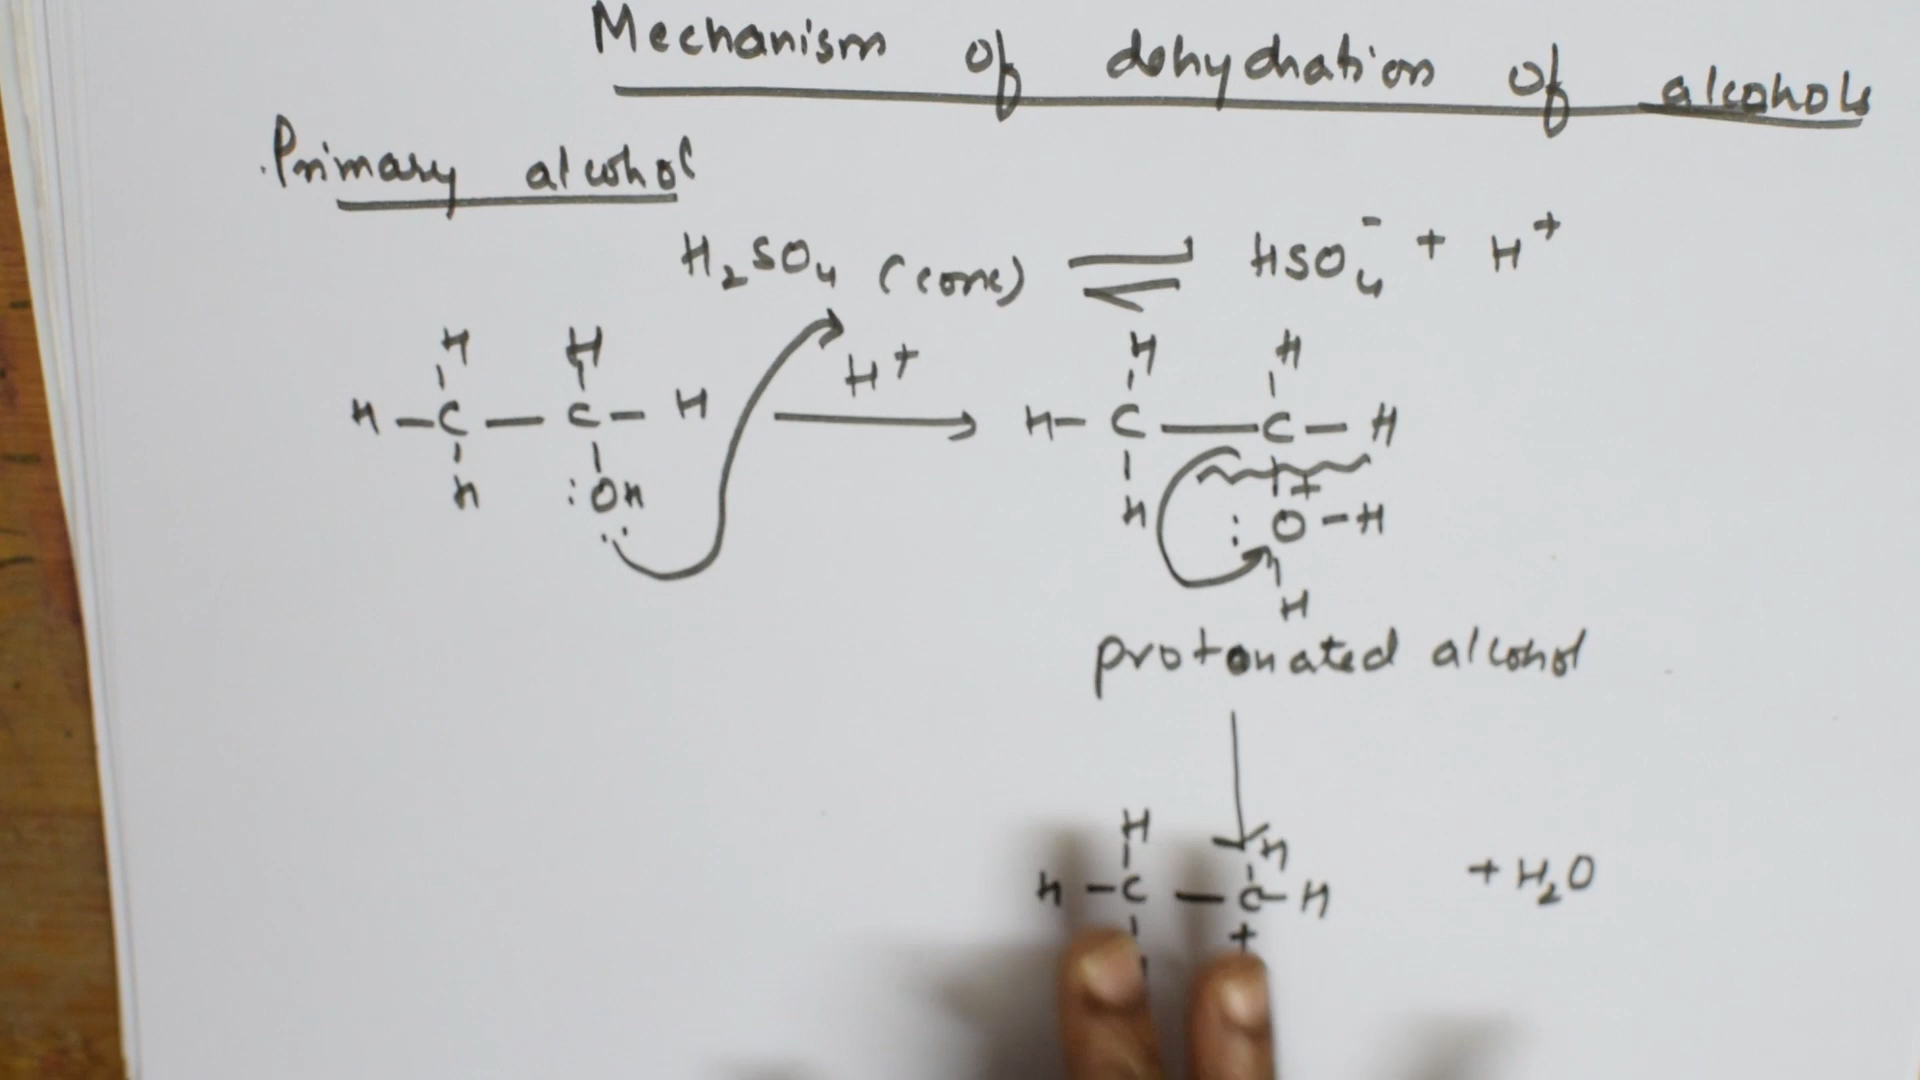 Mechanism of dehydration of alcohols
Primary alcohol
H₂SO₄ (conc) ⇌ HSO₄⁻ + H⁺
H H H⁺ H H
H – C — C – H → H – C — C – H
H :OH H : O⁺ – H
H
protonated alcohol
H H
H – C — C – H + H₂O
+